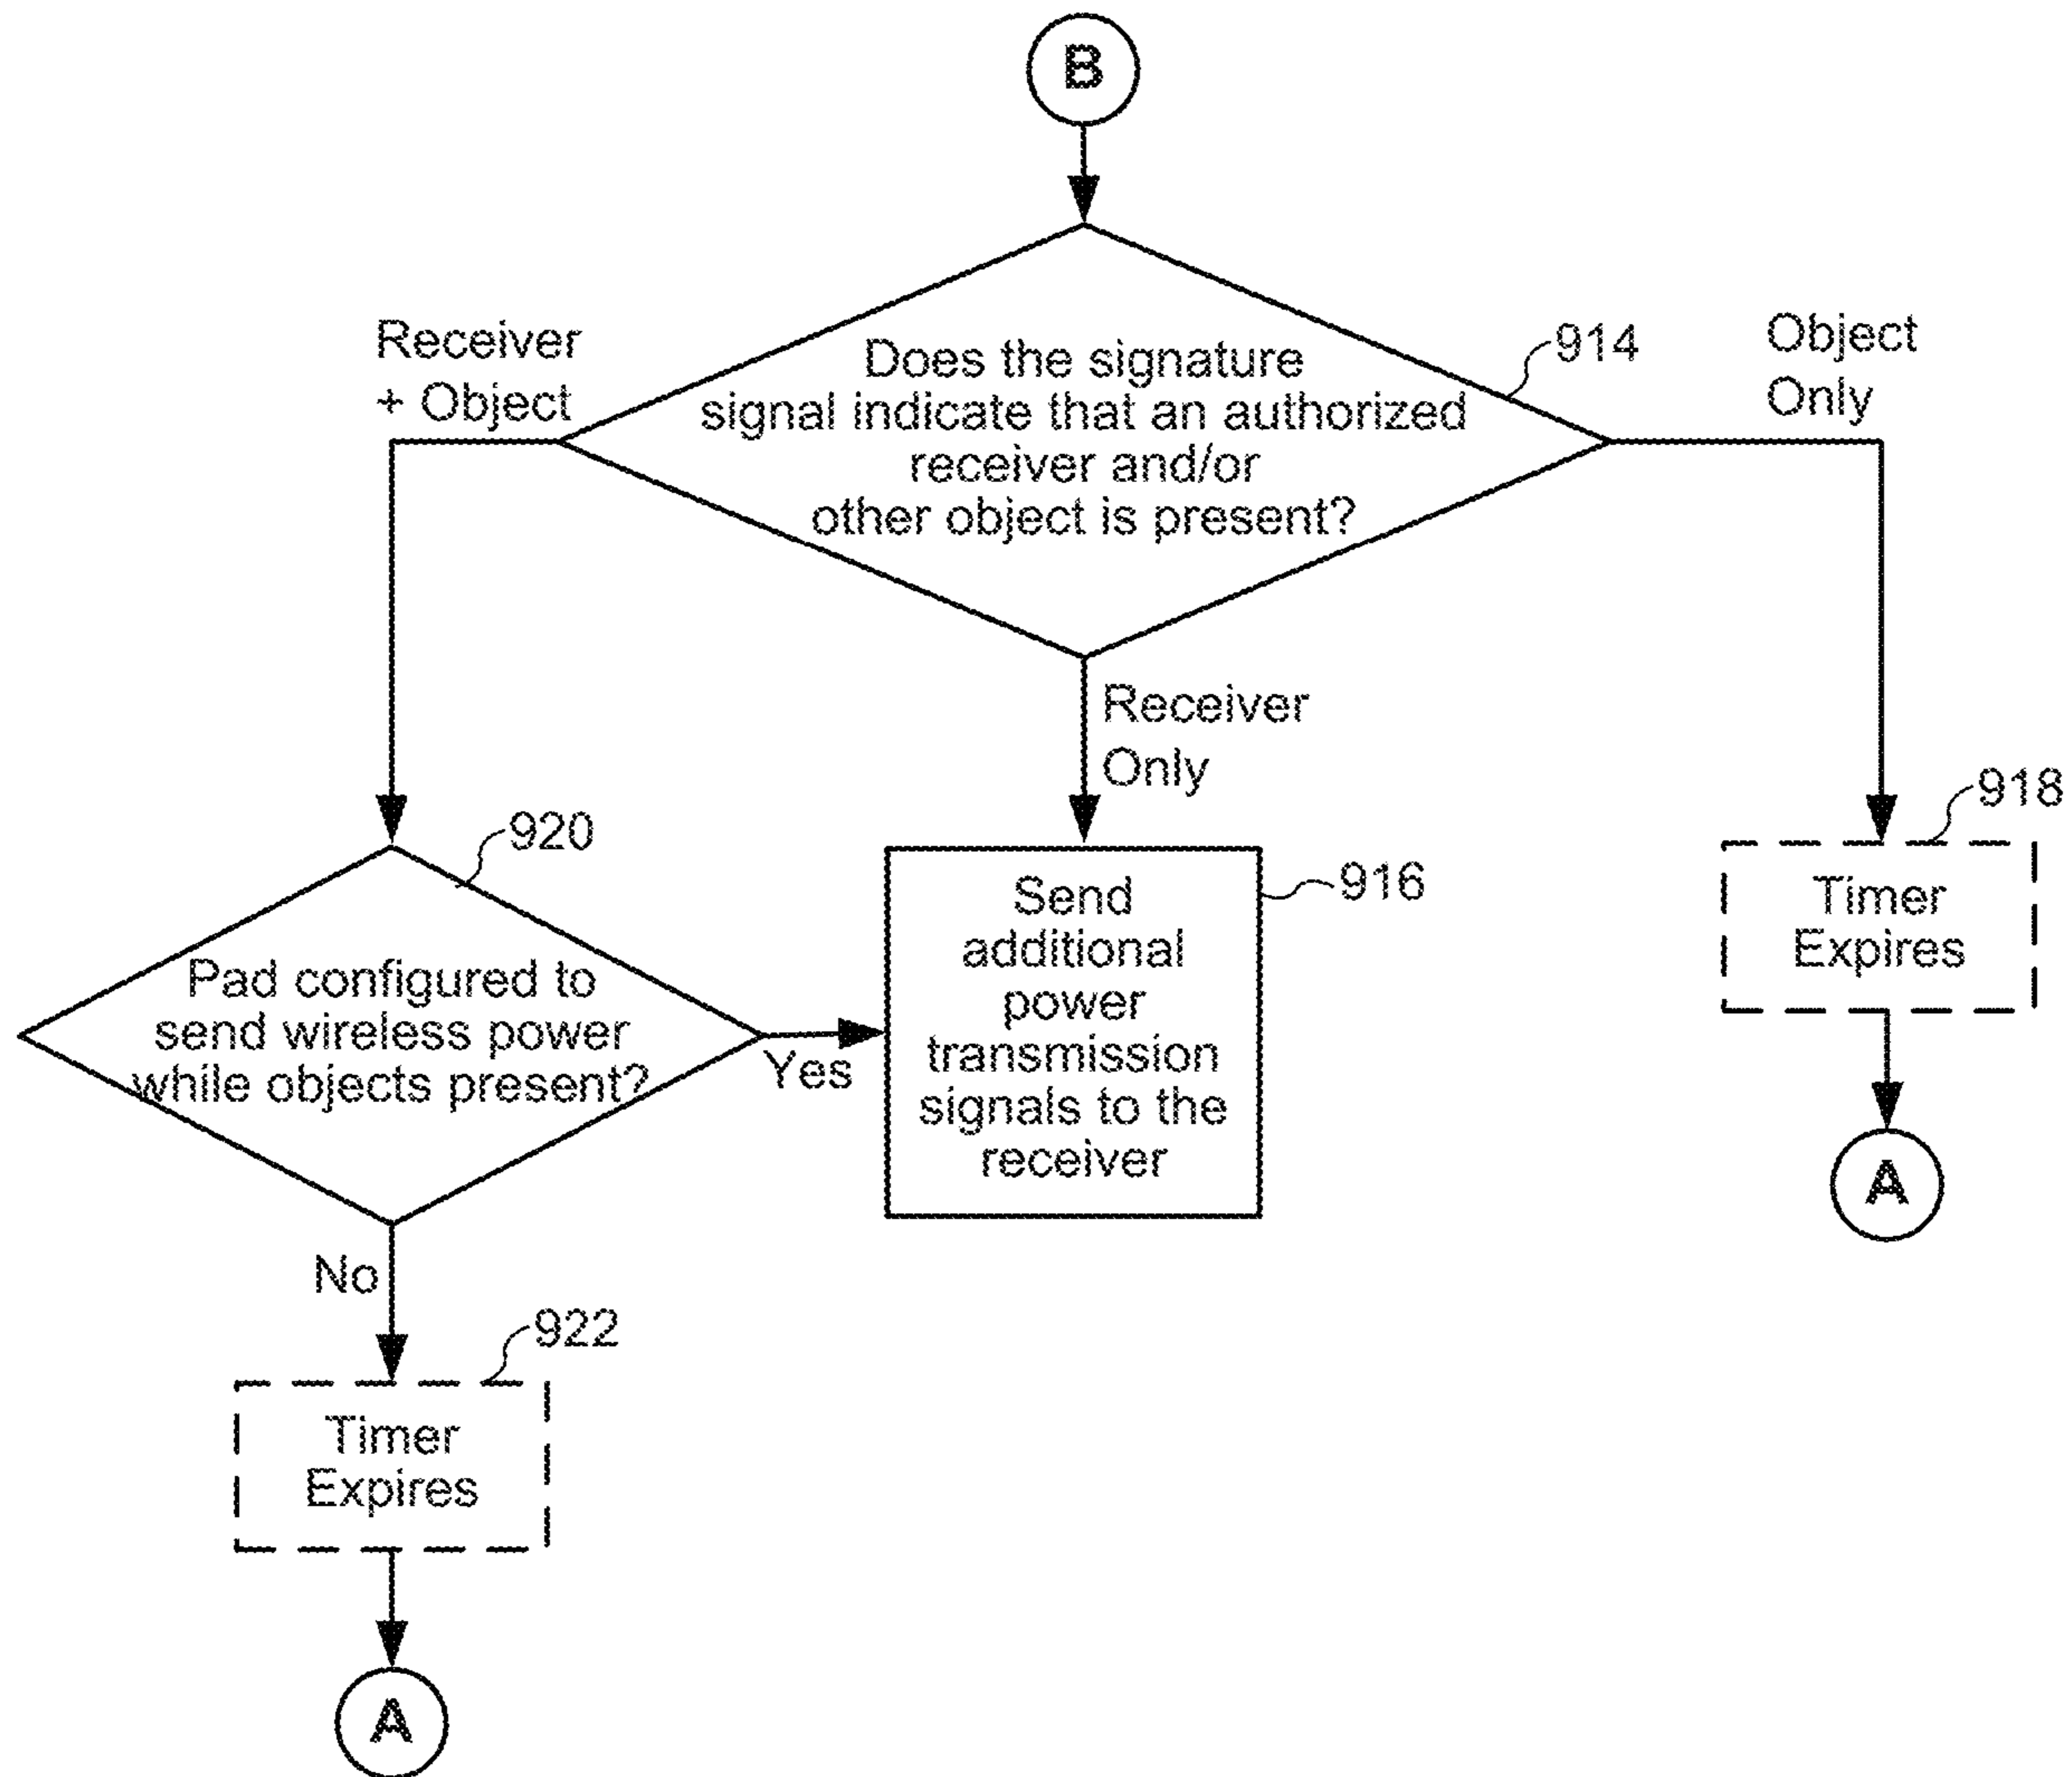 B
Receiver
+ Object
Does the signature
signal indicate that an authorized
receiver and/or
other object is present?
914
Object
Only
Receiver
Only
920
Pad configured to
send wireless power
while objects present?
Yes
Send
additional
power
transmission
signals to the
receiver
916
918
Timer
Expires
A
No
922
Timer
Expires
A